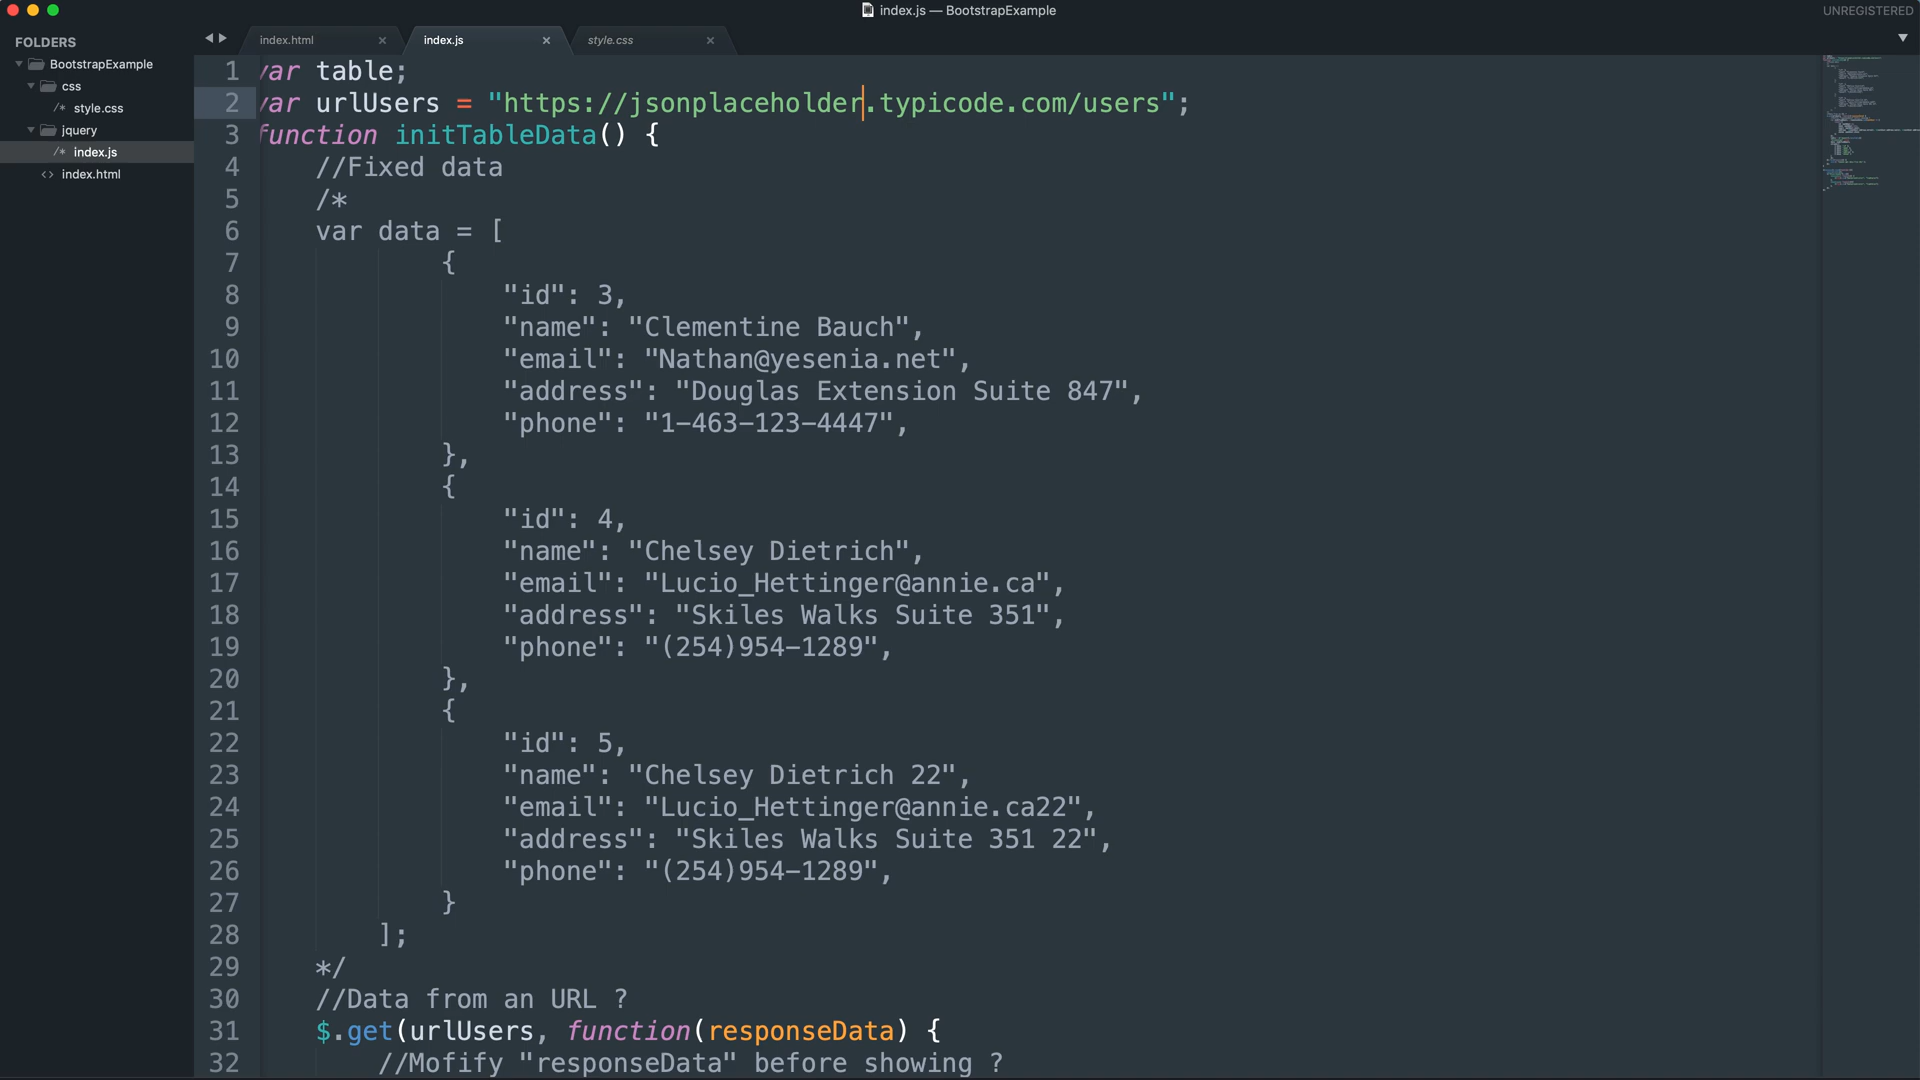 index.js — BootstrapExample
UNREGISTERED
FOLDERS
BootstrapExample
css
/* style.css
jquery
/* index.js
<> index.html
index.html ×
index.js ×
style.css ×
1 var table;
2 var urlUsers = "https://jsonplaceholder.typicode.com/users";
3 function initTableData() {
4 //Fixed data
5 /*
6 var data = [
7 {
8 "id": 3,
9 "name": "Clementine Bauch",
10 "email": "Nathan@yesenia.net",
11 "address": "Douglas Extension Suite 847",
12 "phone": "1-463-123-4447",
13 },
14 {
15 "id": 4,
16 "name": "Chelsey Dietrich",
17 "email": "Lucio_Hettinger@annie.ca",
18 "address": "Skiles Walks Suite 351",
19 "phone": "(254)954-1289",
20 },
21 {
22 "id": 5,
23 "name": "Chelsey Dietrich 22",
24 "email": "Lucio_Hettinger@annie.ca22",
25 "address": "Skiles Walks Suite 351 22",
26 "phone": "(254)954-1289",
27 }
28 ];
29 */
30 //Data from an URL ?
31 $.get(urlUsers, function(responseData) {
32 //Mofify "responseData" before showing ?